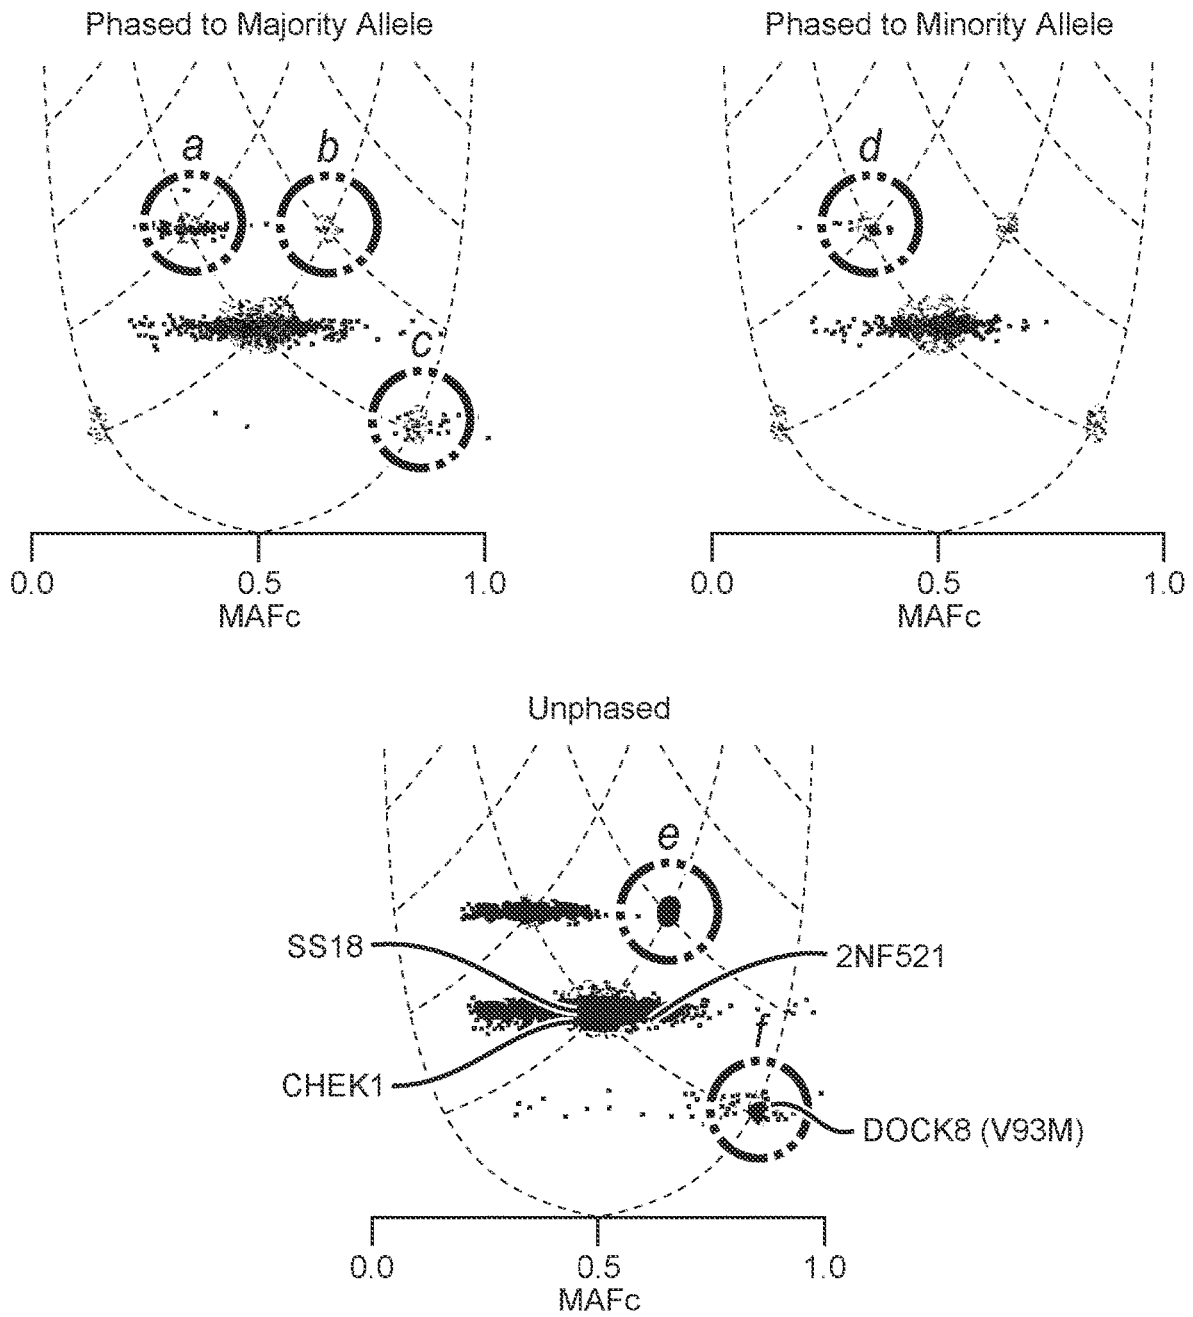 Phased to Majority Allele
Phased to Minority Allele
a
b
d
c
0.0
0.5
1.0
MAFc
0.0
0.5
1.0
MAFc
Unphased
e
SS18
2NF521
f
CHEK1
DOCK8 (V93M)
0.0
0.5
1.0
MAFc